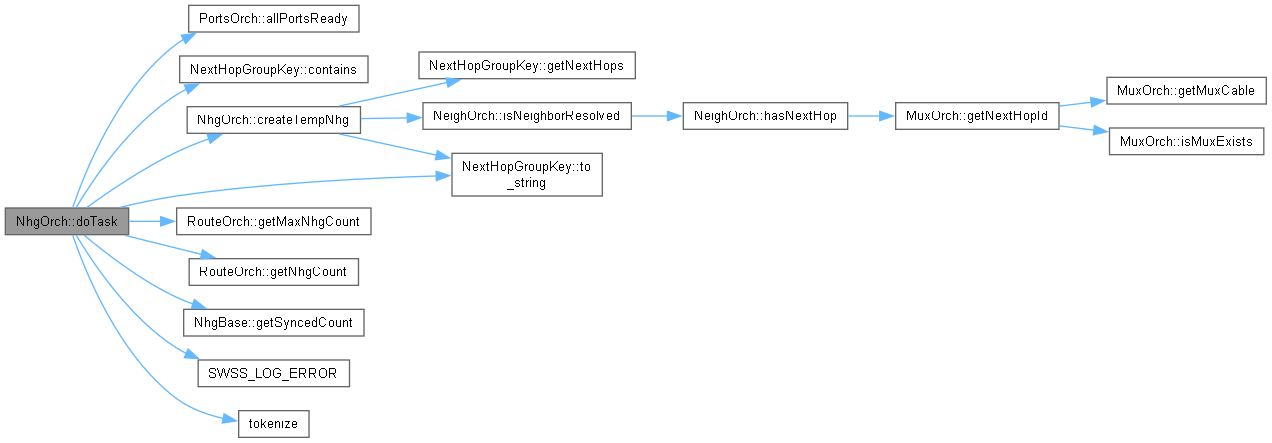 PortsOrch::allPortsReady
NextHopGroupKey::contains
NextHopGroupKey::getNextHops
MuxOrch::getMuxCable
NhgOrch::createTempNhg
NeighOrch::isNeighborResolved
NeighOrch::hasNextHop
MuxOrch::getNextHopId
MuxOrch::isMuxExists
NextHopGroupKey::to
_string
NhgOrch::doTask
RouteOrch::getMaxNhgCount
RouteOrch::getNhgCount
NhgBase::getSyncedCount
SWSS_LOG_ERROR
tokenize